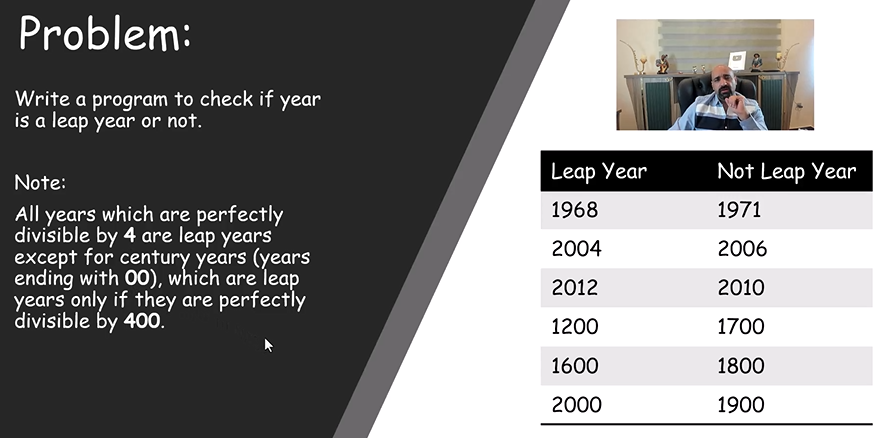 Problem:
Write a program to check if year
is a leap year or not.
Note:
All years which are perfectly
divisible by 4 are leap years
except for century years (years
ending with 00), which are leap
years only if they are perfectly
divisible by 400.
Leap Year Not Leap Year
1968 1971
2004 2006
2012 2010
1200 1700
1600 1800
2000 1900